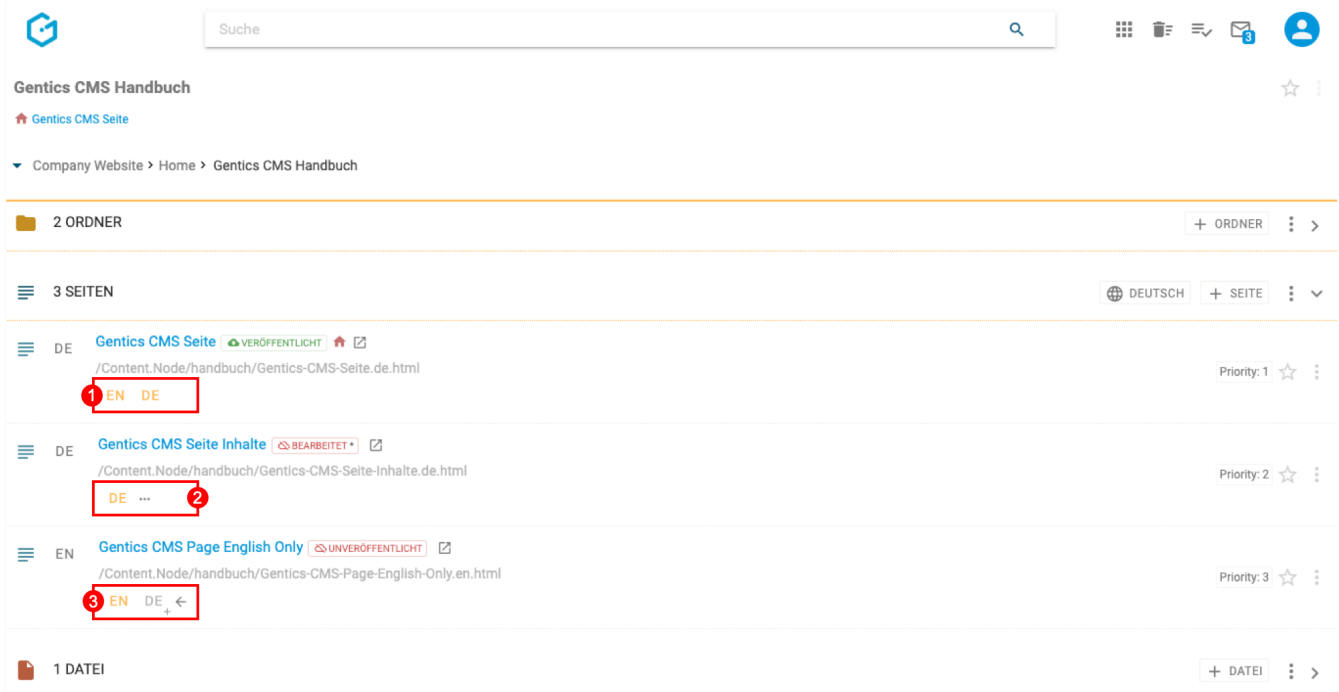 Suche
3
Gentics CMS Handbuch
Gentics CMS Seite
Company Website > Home > Gentics CMS Handbuch
2 ORDNER + ORDNER
3 SEITEN DEUTSCH + SEITE
DE Gentics CMS Seite VERÖFFENTLICHT
/Content.Node/handbuch/Gentics-CMS-Seite.de.html
Priority: 1
1 EN DE
DE Gentics CMS Seite Inhalte BEARBEITET *
/Content.Node/handbuch/Gentics-CMS-Seite-Inhalte.de.html
Priority: 2
DE ... 2
EN Gentics CMS Page English Only UNVERÖFFENTLICHT
/Content.Node/handbuch/Gentics-CMS-Page-English-Only.en.html
Priority: 3
3 EN DE + ←
1 DATEI + DATEI